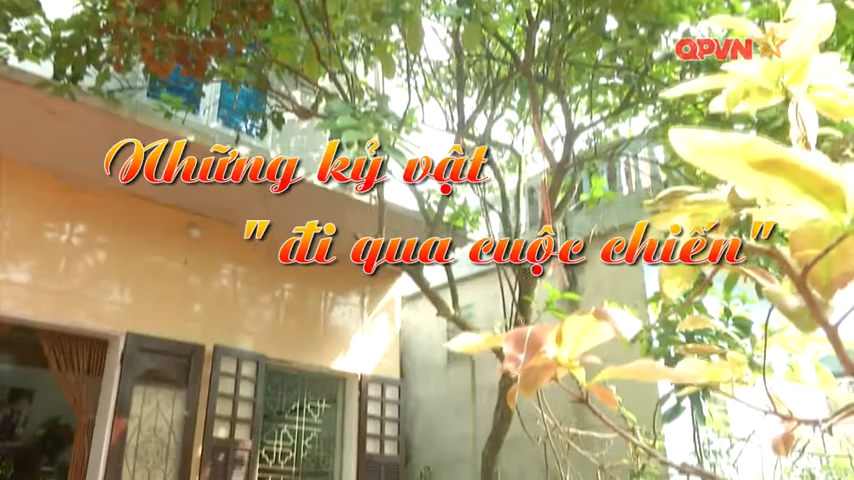 QPVN
Những kỷ vật
" đi qua cuộc chiến"